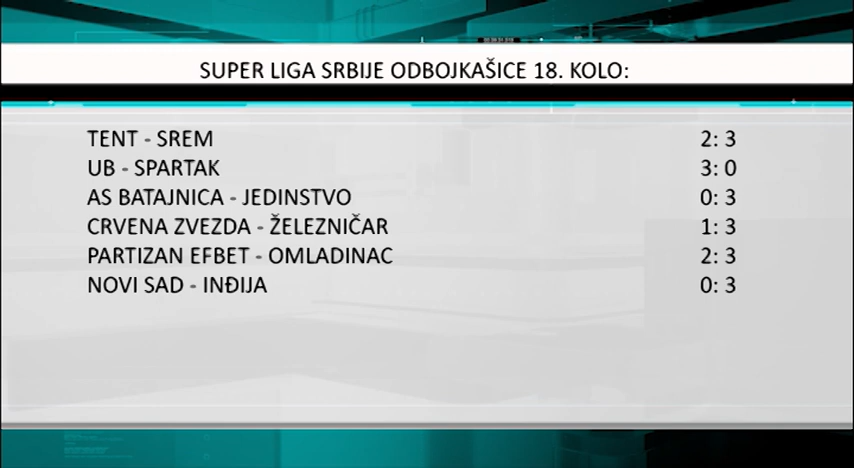 SUPER LIGA SRBIJE ODBOJKAŠICE 18. KOLO:
TENT - SREM 2: 3
UB - SPARTAK 3: 0
AS BATAJNICA - JEDINSTVO 0: 3
CRVENA ZVEZDA - ŽELEZNIČAR 1: 3
PARTIZAN EFBET - OMLADINAC 2: 3
NOVI SAD - INĐIJA 0: 3